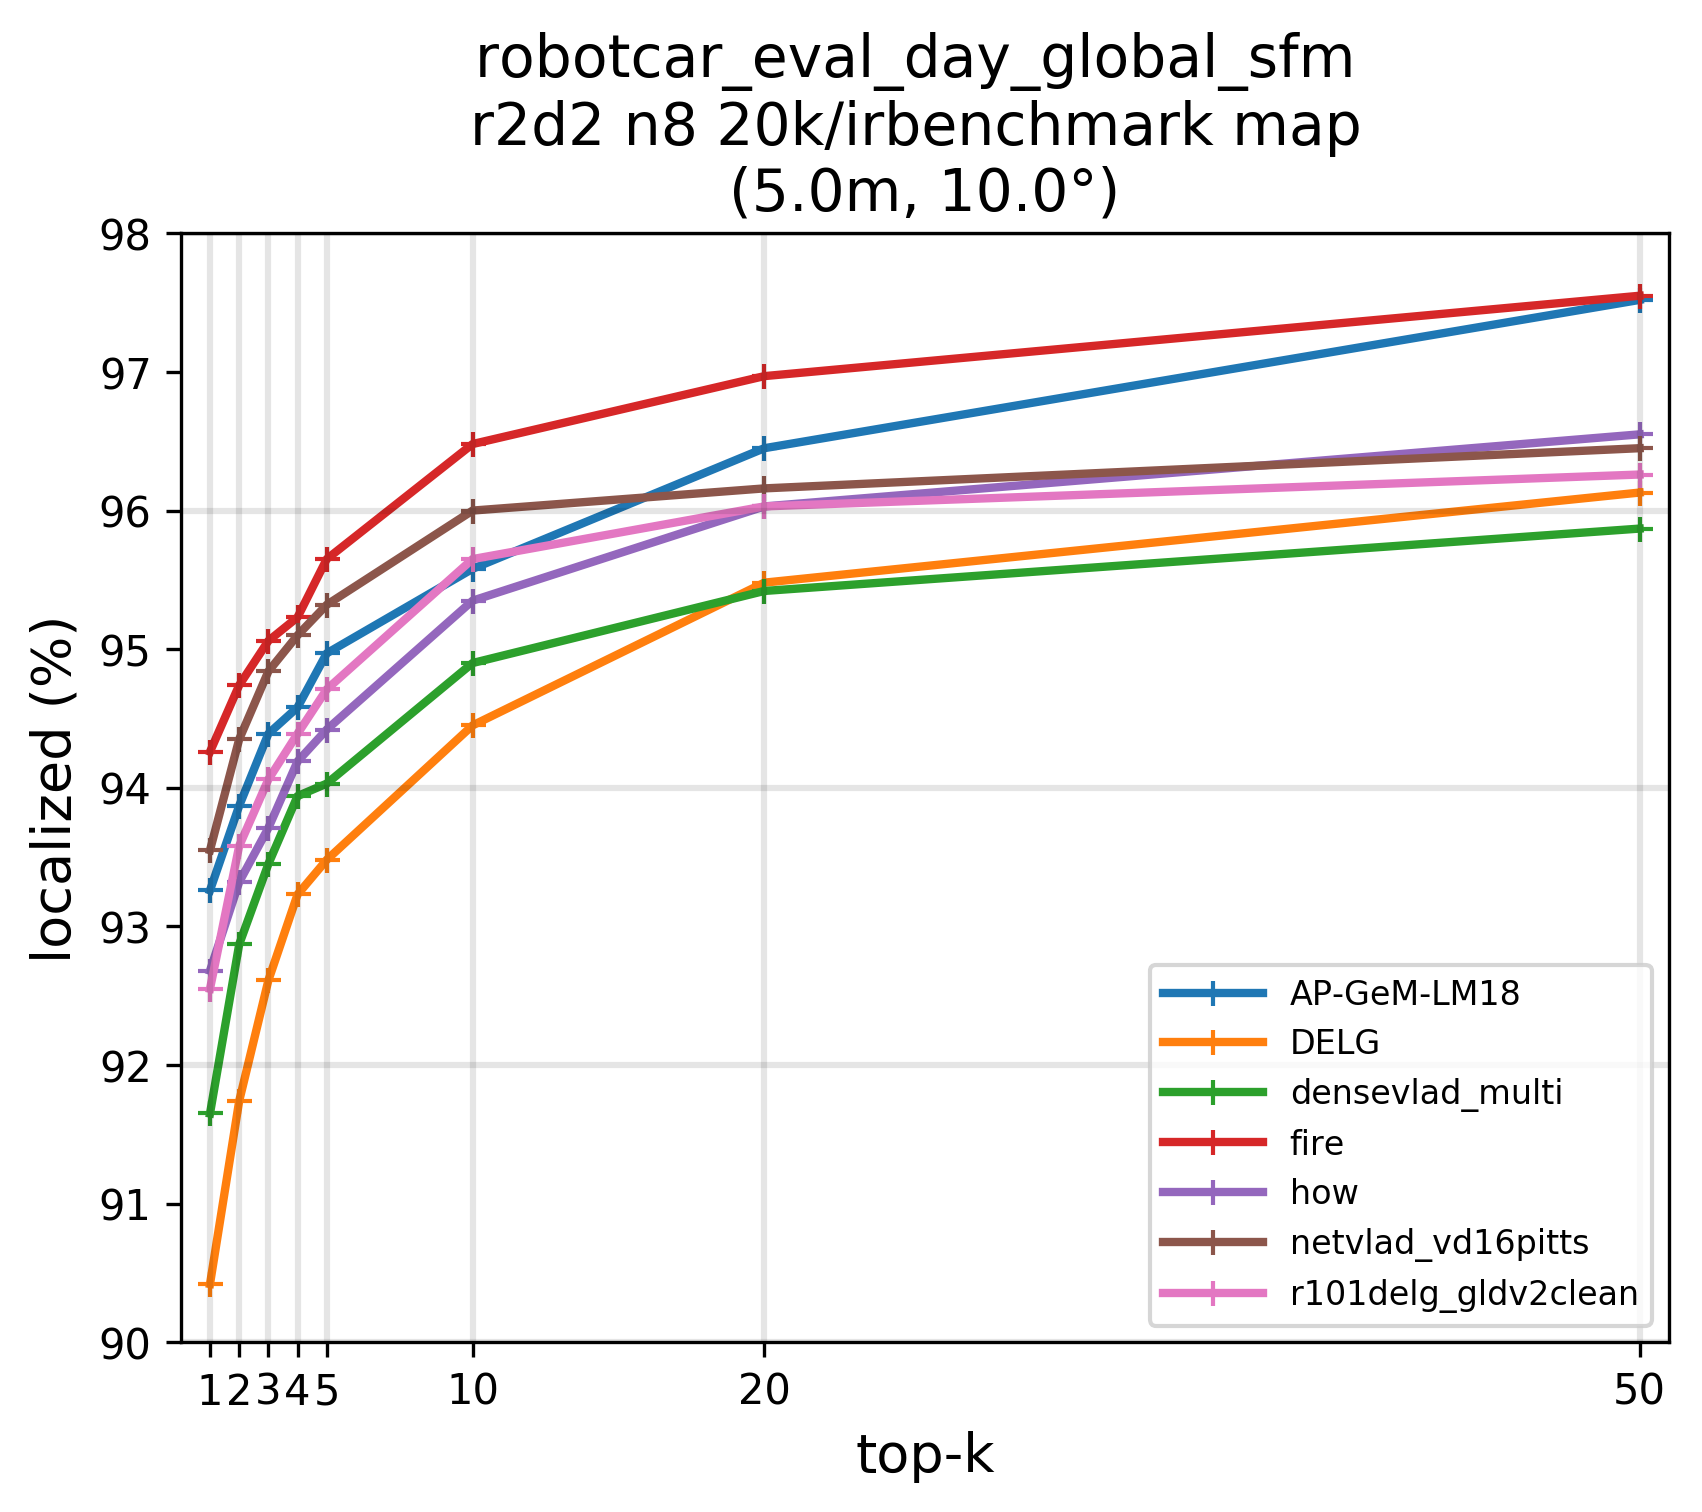 robotcar_eval_day_global_sfm
r2d2 n8 20k/irbenchmark map
(5.0m, 10.0°)
98
97
96
95
94
93
92
91
90
localized (%)
1 2 3 4 5 10 20 50
top-k
AP-GeM-LM18
DELG
densevlad_multi
fire
how
netvlad_vd16pitts
r101delg_gldv2clean